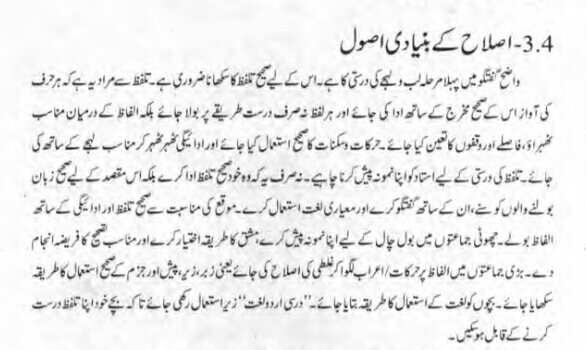 3.4-اصلاح کے بنیادی اصول
واضح گفتگو میں پہلا مرحلہ لب و لہجے کی درستی کا ہے۔ اس کے لیے صحیح تلفظ کا سکھانا ضروری ہے۔ تلفظ سے مراد یہ ہے کہ ہر حرف
کی آواز اس کے صحیح مخرج کے ساتھ ادا کی جائے اور ہر لفظ نہ صرف درست طریقے پر بولا جائے بلکہ الفاظ کے درمیان مناسب
ٹھہراؤ، فاصلے اور وقفوں کا تعین کیا جائے۔ حرکات و سکنات کا صحیح استعمال کیا جائے اور ادائیگی ٹھہر ٹھہر کر مناسب لہجے کے ساتھ کی
جائے۔ تلفظ کی درستی کے لیے استاد کو اپنا نمونہ پیش کرنا چاہیے۔ نہ صرف یہ کہ وہ خود صحیح تلفظ ادا کرے بلکہ اس مقصد کے لیے صحیح زبان
بولنے والوں کو سنے، ان کے ساتھ گفتگو کرے اور معیاری لغت استعمال کرے۔ موقع کی مناسبت سے صحیح تلفظ اور ادائیگی کے ساتھ
الفاظ بولے۔ چھوٹی جماعتوں میں بول چال کے لیے اپنا نمونہ پیش کرے، مشق کا طریقہ اختیار کرے اور مناسب تصحیح کا فریضہ انجام
دے۔ بڑی جماعتوں میں الفاظ پر حرکات/اعراب لگوا کر غلطی کی اصلاح کی جائے یعنی زبر، زیر، پیش اور جزم کے صحیح استعمال کا طریقہ
سکھایا جائے۔ بچوں کو لغت کے استعمال کا طریقہ بتایا جائے۔ "درسی اردو لغت" زیر استعمال رکھی جائے تاکہ بچے خود اپنا تلفظ درست
کرنے کے قابل ہو سکیں۔